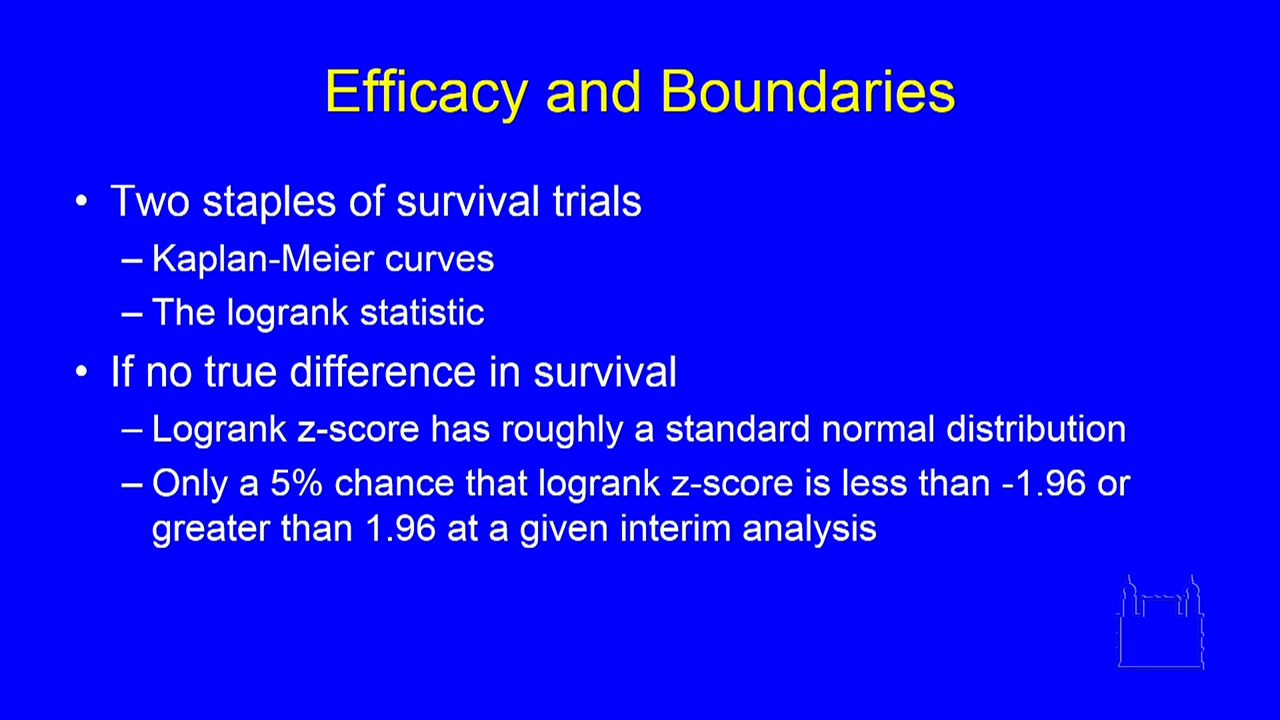 Efficacy and Boundaries
• Two staples of survival trials
– Kaplan-Meier curves
– The logrank statistic
• If no true difference in survival
– Logrank z-score has roughly a standard normal distribution
– Only a 5% chance that logrank z-score is less than -1.96 or
greater than 1.96 at a given interim analysis